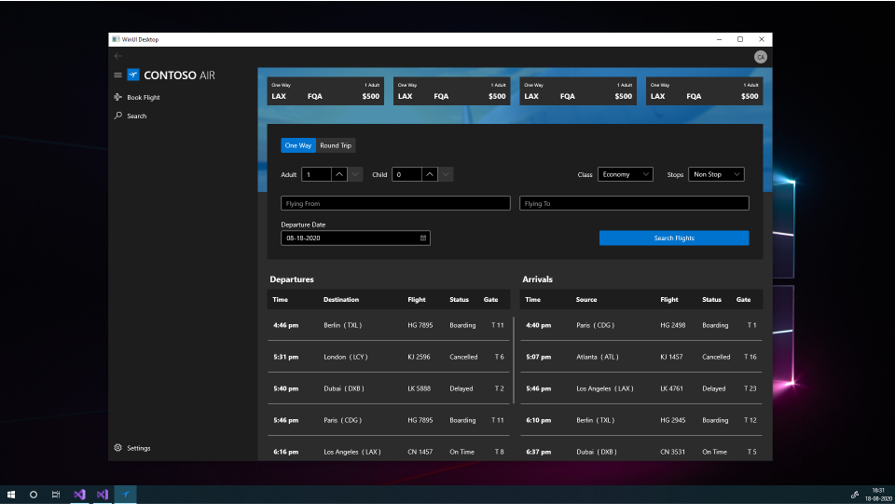 WinUI Desktop
CA
CONTOSO AIR
Book Flight
Search
One Way 1 Adult
LAX FQA $500
One Way 1 Adult
LAX FQA $500
One Way 1 Adult
LAX FQA $500
One Way 1 Adult
LAX FQA $500
One Way Round Trip
Adult 1 Child 0 Class Economy Stops Non Stop
Flying From Flying To
Departure Date
08-18-2020 Search Flights
Departures
Time Destination Flight Status Gate
4:46 pm Berlin ( TXL ) HG 7895 Boarding T 11
5:31 pm London ( LCY ) KJ 2596 Cancelled T 6
5:40 pm Dubai ( DXB ) LK 5888 Delayed T 2
5:46 pm Paris ( CDG ) HG 7895 Boarding T 11
6:16 pm Los Angeles ( LAX ) CN 1457 On Time T 8
Arrivals
Time Source Flight Status Gate
4:40 pm Paris ( CDG ) HG 2498 Boarding T 1
5:07 pm Atlanta ( ATL ) KJ 1457 Cancelled T 16
5:46 pm Los Angeles ( LAX ) LK 4761 Delayed T 23
6:10 pm Berlin ( TXL ) HG 2945 Boarding T 12
6:37 pm Dubai ( DXB ) CN 3531 On Time T 5
Settings
18:31
18-08-2020